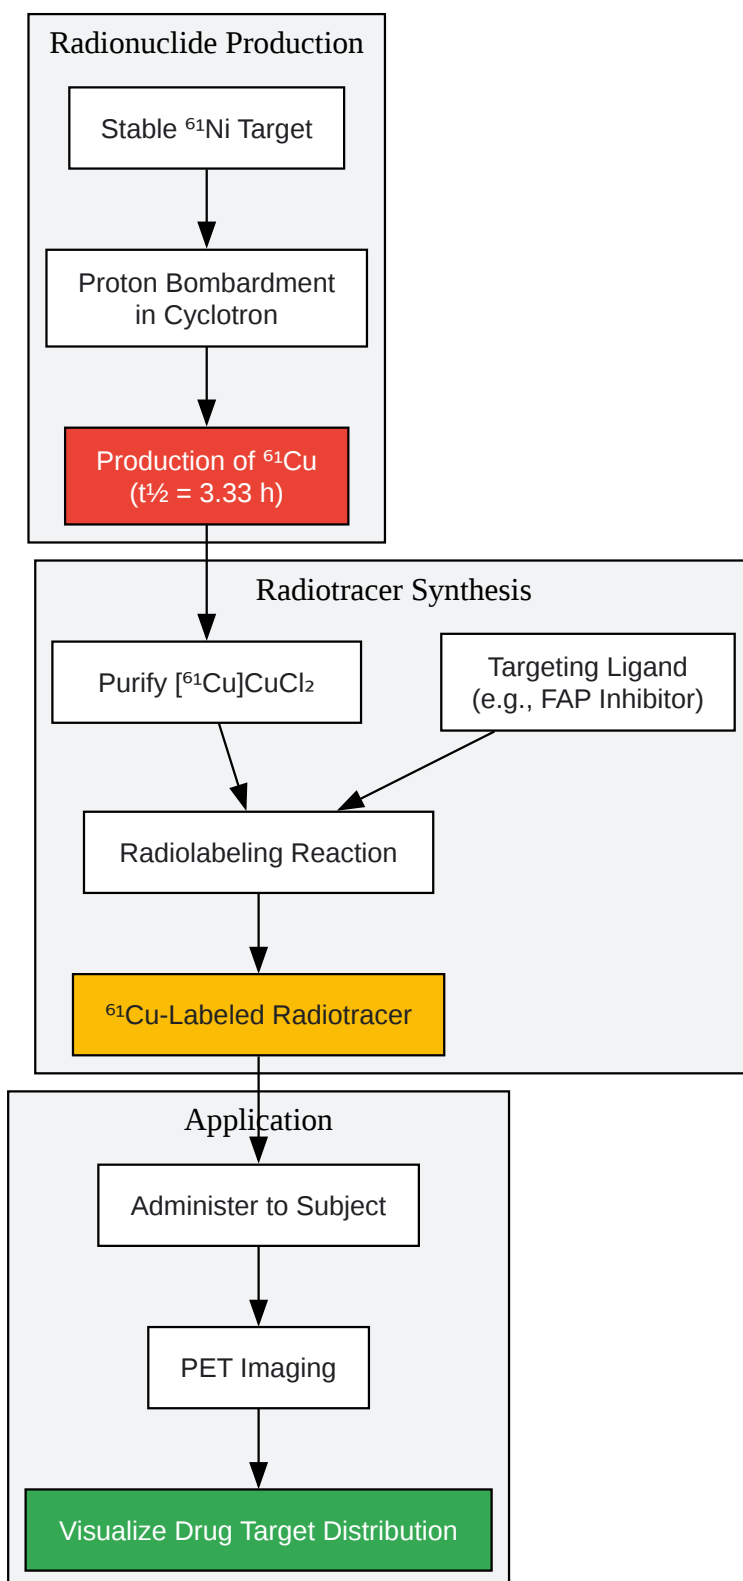 Radionuclide Production
Stable ⁶¹Ni Target
Proton Bombardment
in Cyclotron
Production of ⁶¹Cu
(t½ = 3.33 h)
Radiotracer Synthesis
Purify [⁶¹Cu]CuCl₂
Targeting Ligand
(e.g., FAP Inhibitor)
Radiolabeling Reaction
⁶¹Cu-Labeled Radiotracer
Application
Administer to Subject
PET Imaging
Visualize Drug Target Distribution